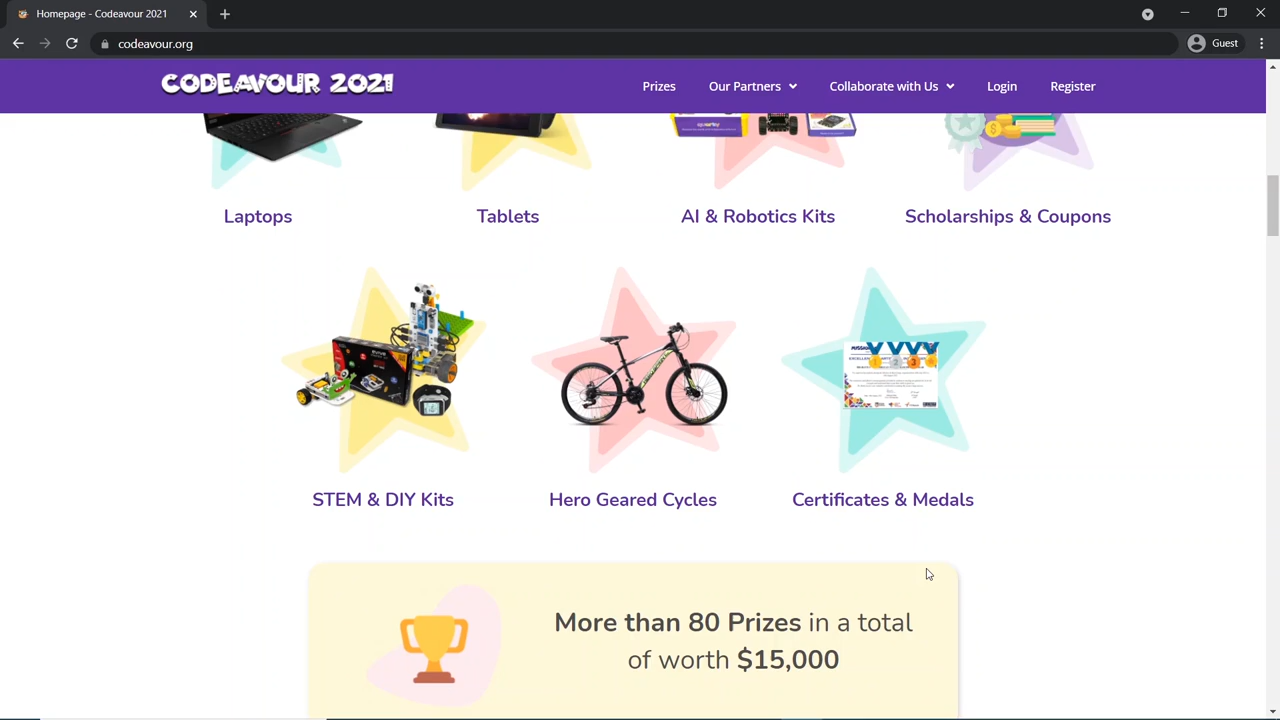 Homepage - Codeavour 2021
codeavour.org
Guest
CODEAVOUR 2021
Prizes
Our Partners
Collaborate with Us
Login
Register
Laptops
Tablets
AI & Robotics Kits
Scholarships & Coupons
STEM & DIY Kits
Hero Geared Cycles
Certificates & Medals
More than 80 Prizes in a total
of worth $15,000